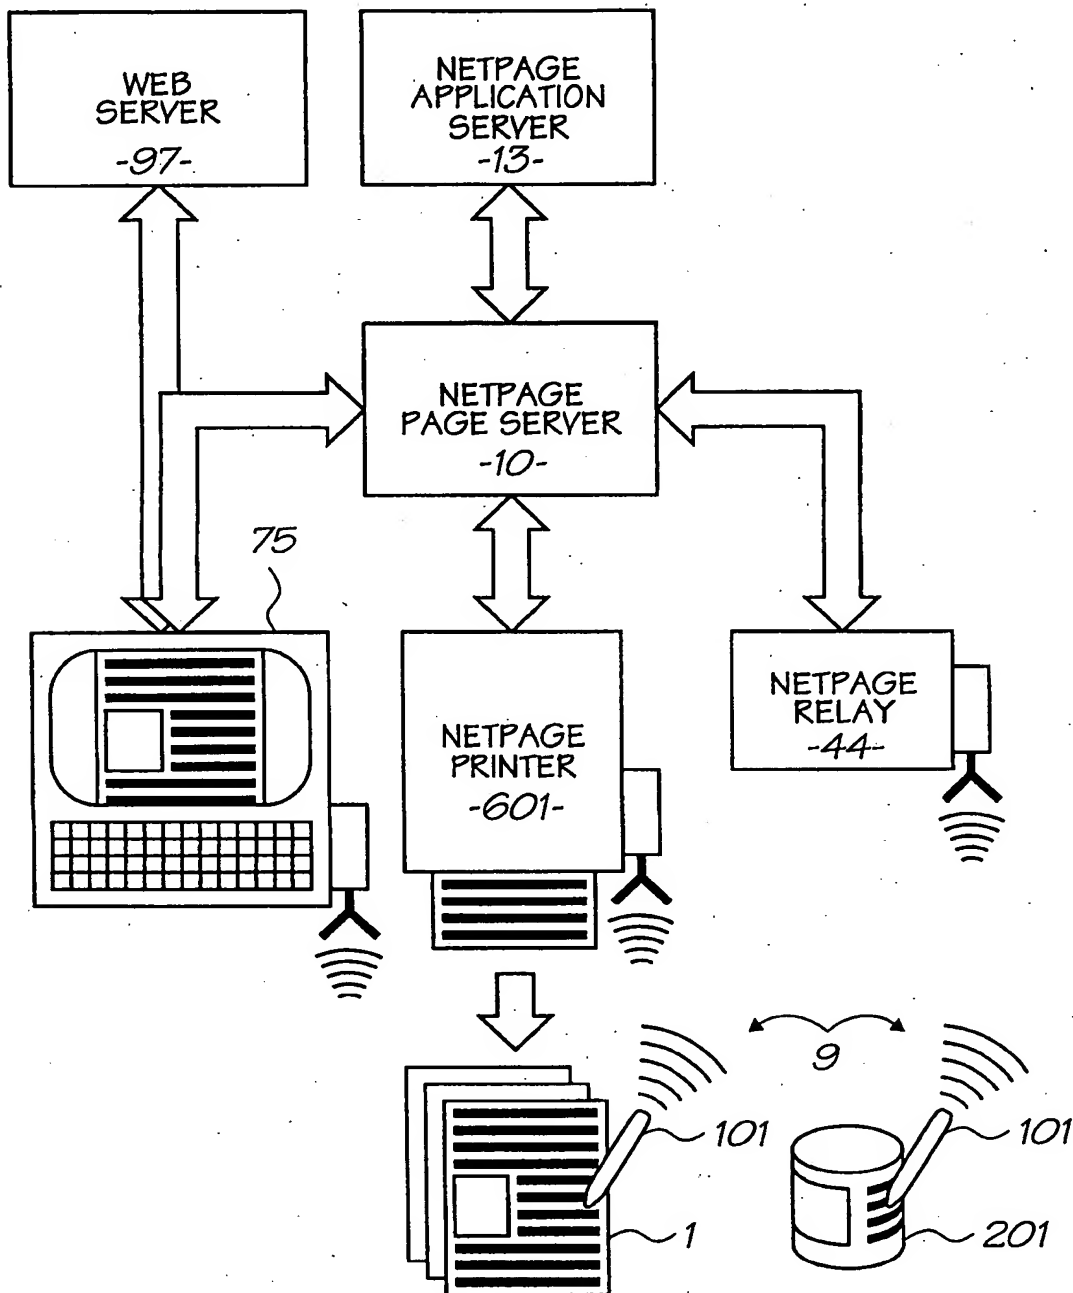 WEB
SERVER
-97-
NETPAGE
APPLICATION
SERVER
-13-
NETPAGE
PAGE SERVER
-10-
75
NETPAGE
PRINTER
-601-
NETPAGE
RELAY
-44-
9
101
101
1
201